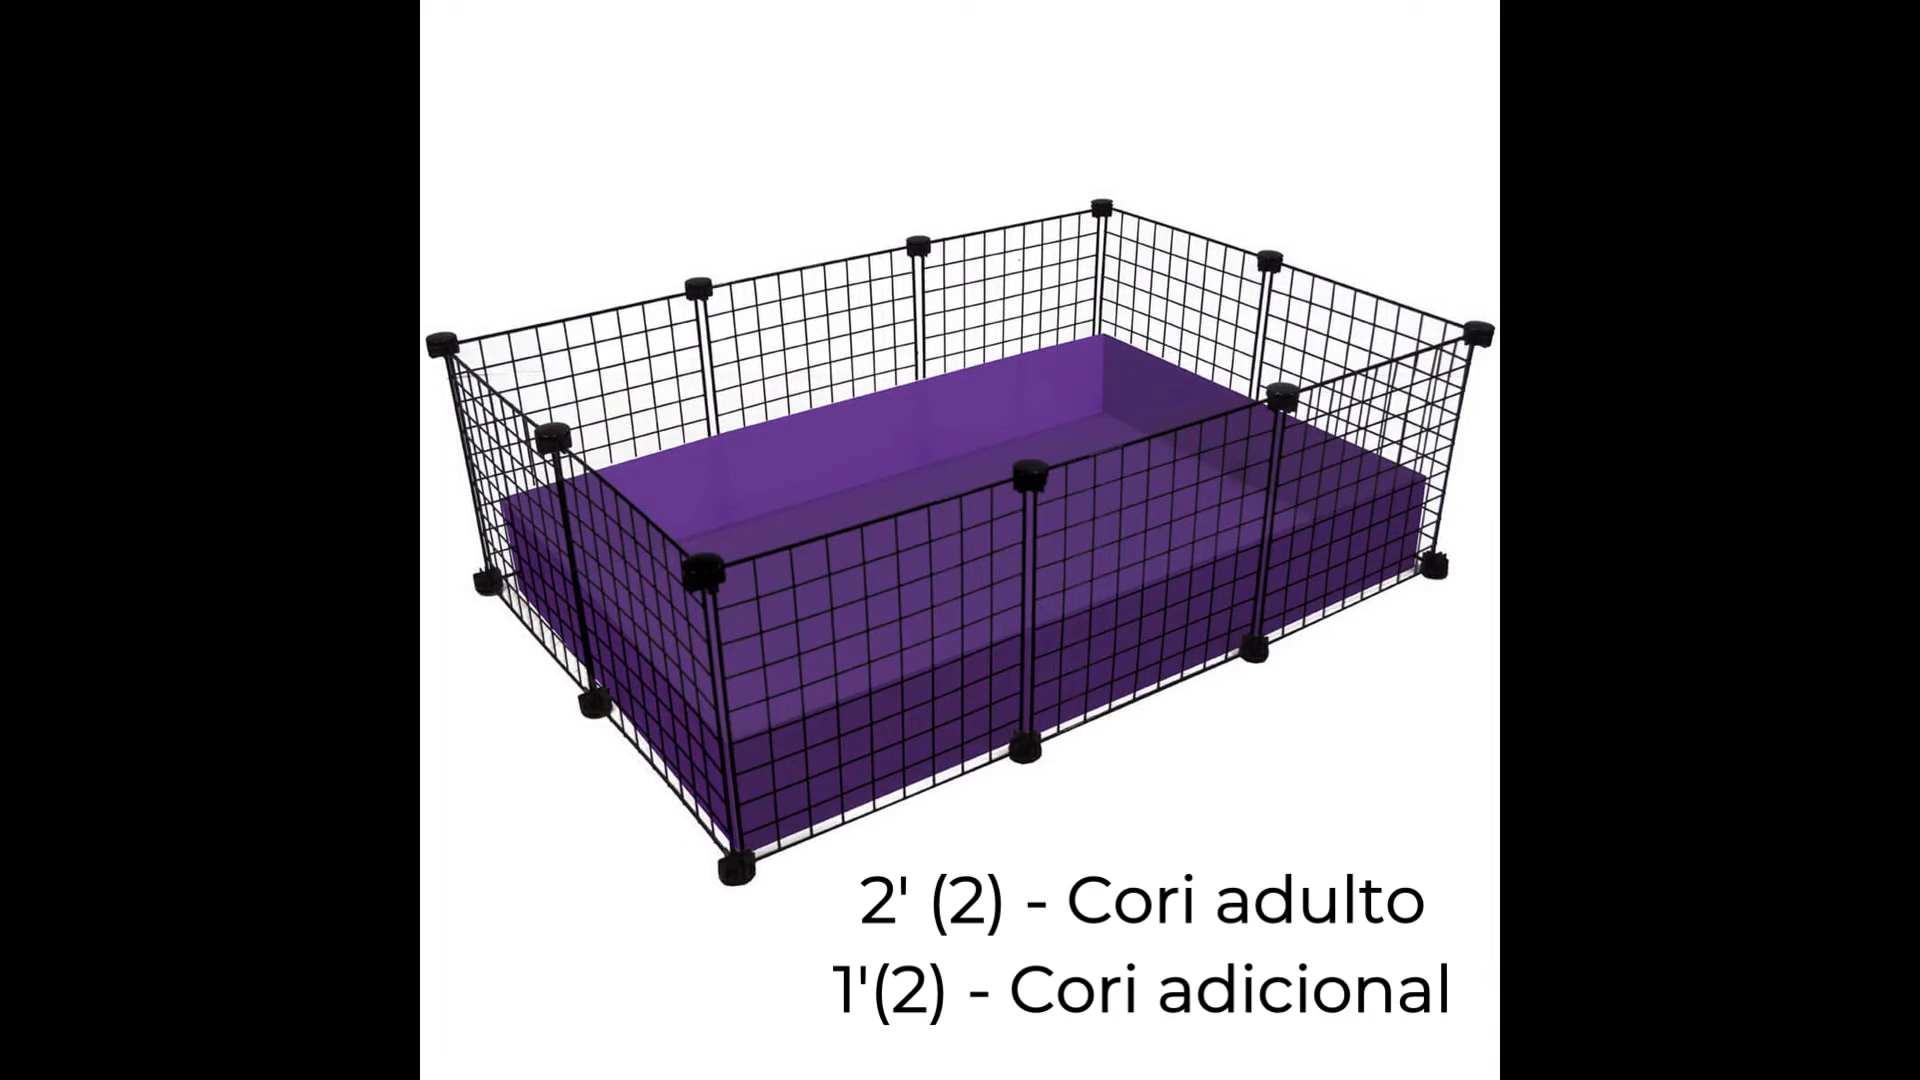 2' (2) - Cori adulto
1'(2) - Cori adicional